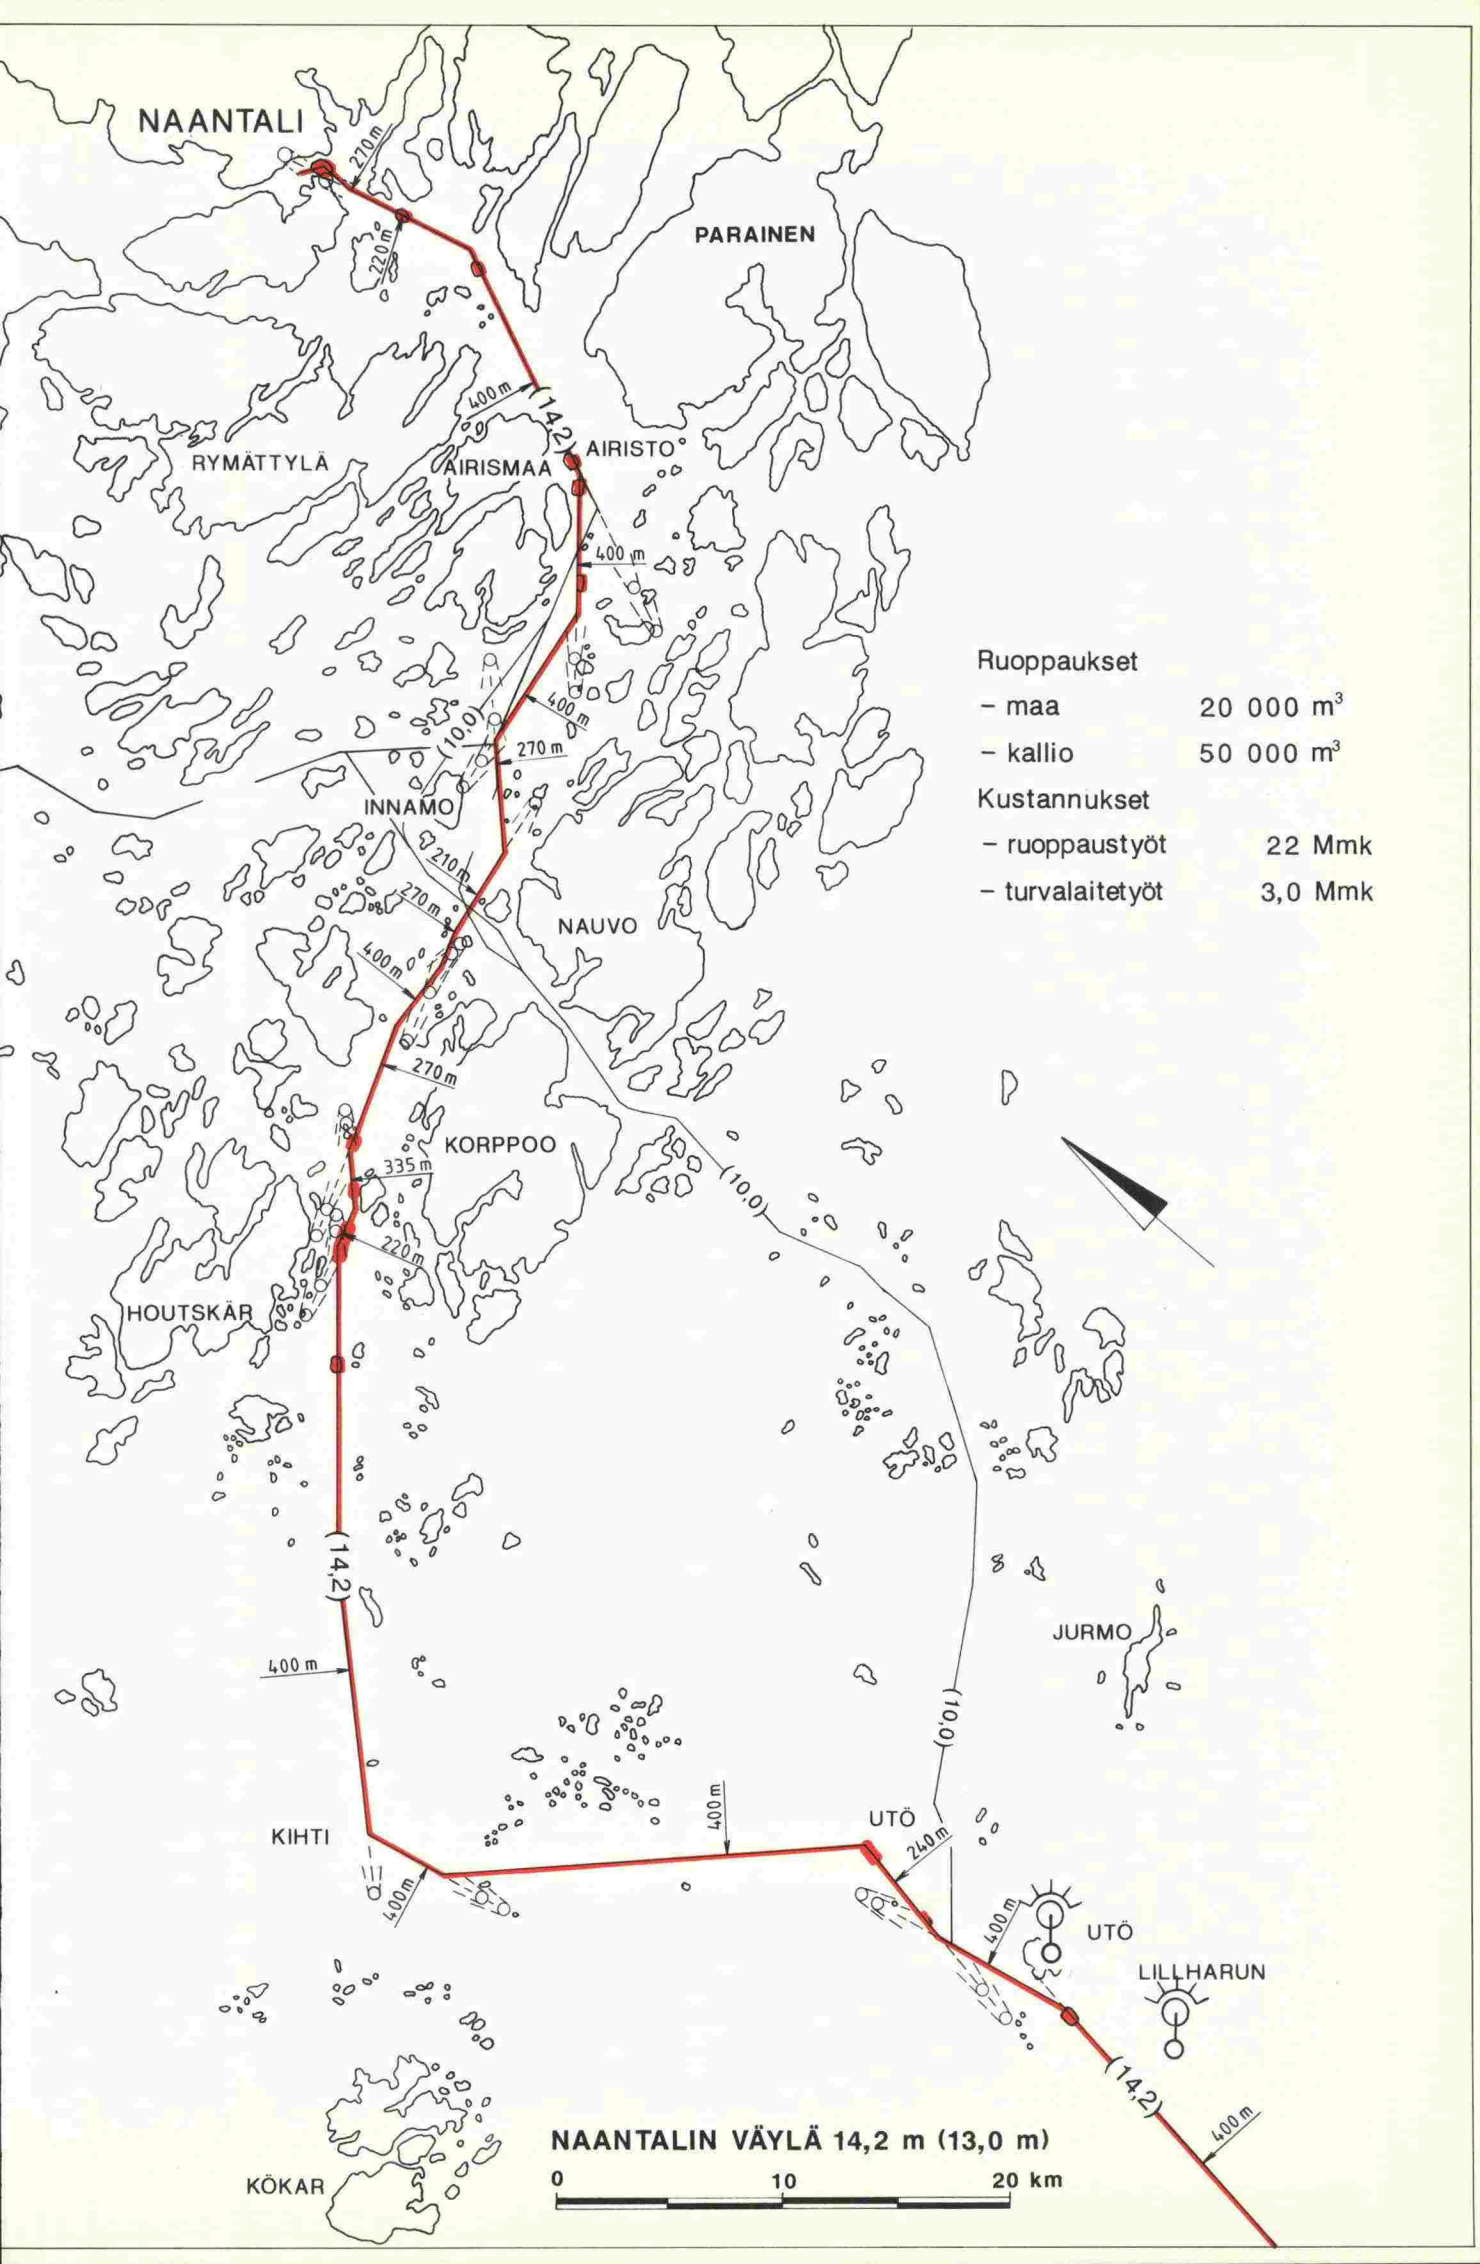 NAANTALI
270 m
220 m
PARAINEN
400 m
(14,2)
AIRISTO
RYMÄTTYLÄ
AIRISMAA
400 m
Ruoppaukset
– maa 20 000 m³
– kallio 50 000 m³
Kustannukset
– ruoppaustyöt 22 Mmk
– turvalaitetyöt 3,0 Mmk
400 m
(10,0)
270 m
INNAMO
210 m
270 m
NAUVO
400 m
270 m
KORPPOO
335 m
(10,0)
220 m
HOUTSKÄR
(14,2)
JURMO
400 m
(10,0)
400 m
UTÖ
KIHTI
240 m
400 m
400 m
UTÖ
LILLHARUN
(14,2)
400 m
NAANTALIN VÄYLÄ 14,2 m (13,0 m)
0 10 20 km
KÖKAR